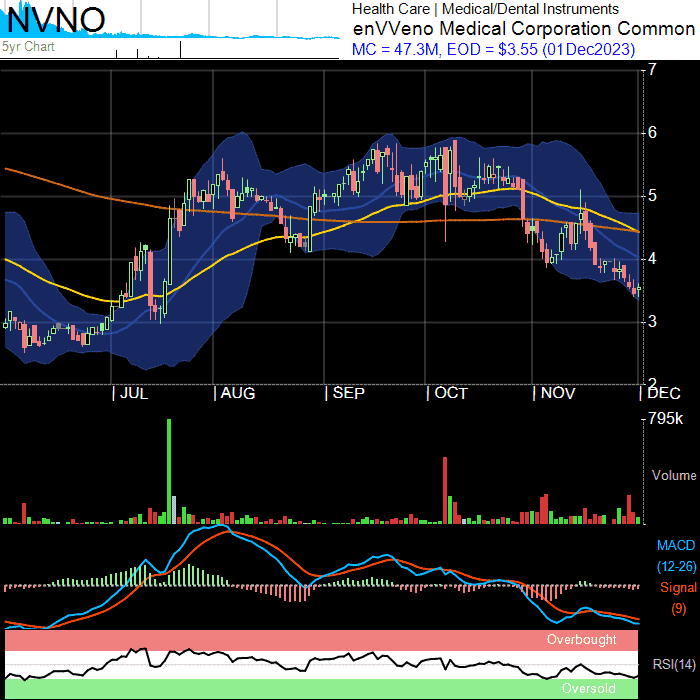 NVNO
5yr Chart
Health Care | Medical/Dental Instruments
enVVeno Medical Corporation Common
MC = 47.3M, EOD = $3.55 (01Dec2023)
7
6
5
4
3
2
JUL AUG SEP OCT NOV DEC
795k
Volume
MACD
(12-26)
Signal
(9)
Overbought
RSI(14)
Oversold